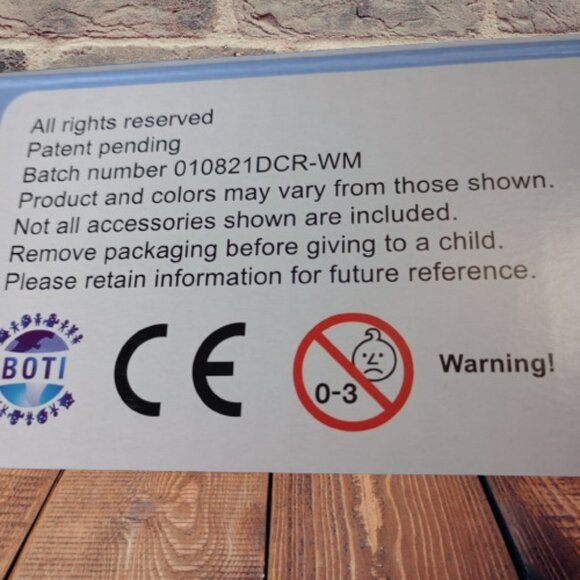 All rights reserved
Patent pending
Batch number 010821DCR-WM
Product and colors may vary from those shown.
Not all accessories shown are included.
Remove packaging before giving to a child.
Please retain information for future reference.
BOTI
CE
0-3
Warning!